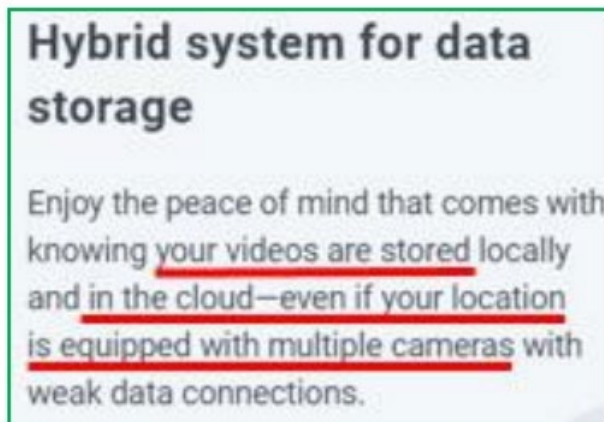 Hybrid system for data
storage
Enjoy the peace of mind that comes with
knowing your videos are stored locally
and in the cloud—even if your location
is equipped with multiple cameras with
weak data connections.